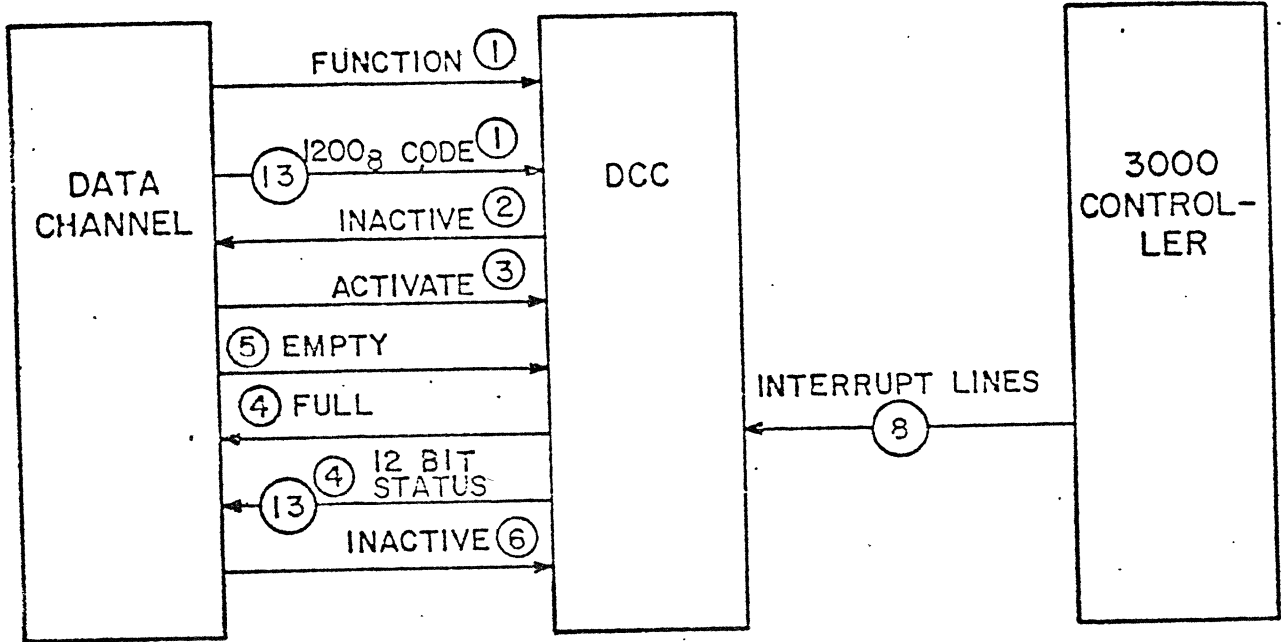 FUNCTION ①
1200₈ CODE ①
13
INACTIVE ②
ACTIVATE ③
⑤ EMPTY
④ FULL
④ 12 BIT
STATUS
13
INACTIVE ⑥
DATA
CHANNEL
DCC
INTERRUPT LINES
8
3000
CONTROL-
LER